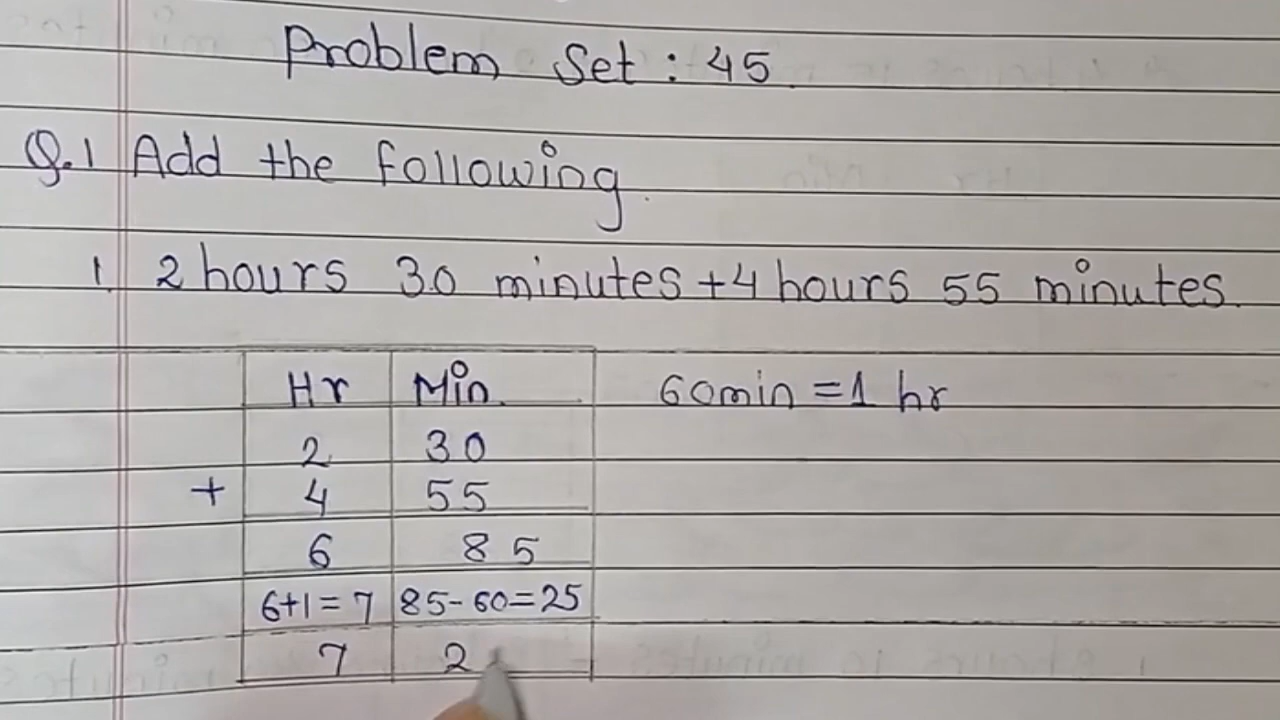 Problem Set : 45
Q.1 Add the following.
1. 2 hours 30 minutes + 4 hours 55 minutes.
Hr Min. 60min = 1 hr
2 30
+ 4 55
6 85
6+1=7 85-60=25
7 2